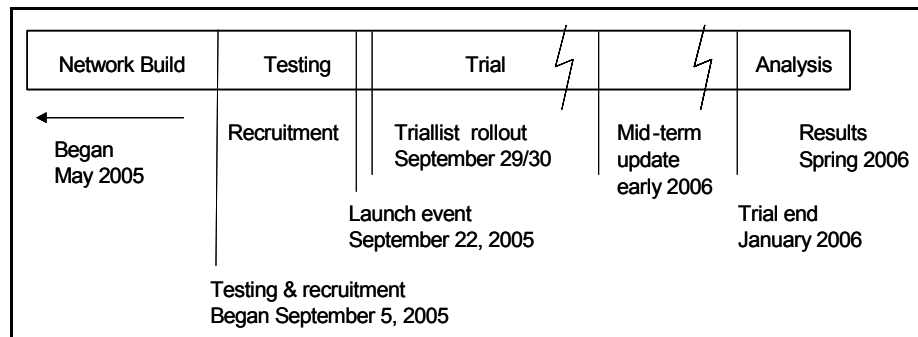 Network Build
Testing
Trial
Analysis
Began
May 2005
Recruitment
Triallist rollout
September 29/30
Mid-term
update
early 2006
Results
Spring 2006
Launch event
September 22, 2005
Trial end
January 2006
Testing & recruitment
Began September 5, 2005